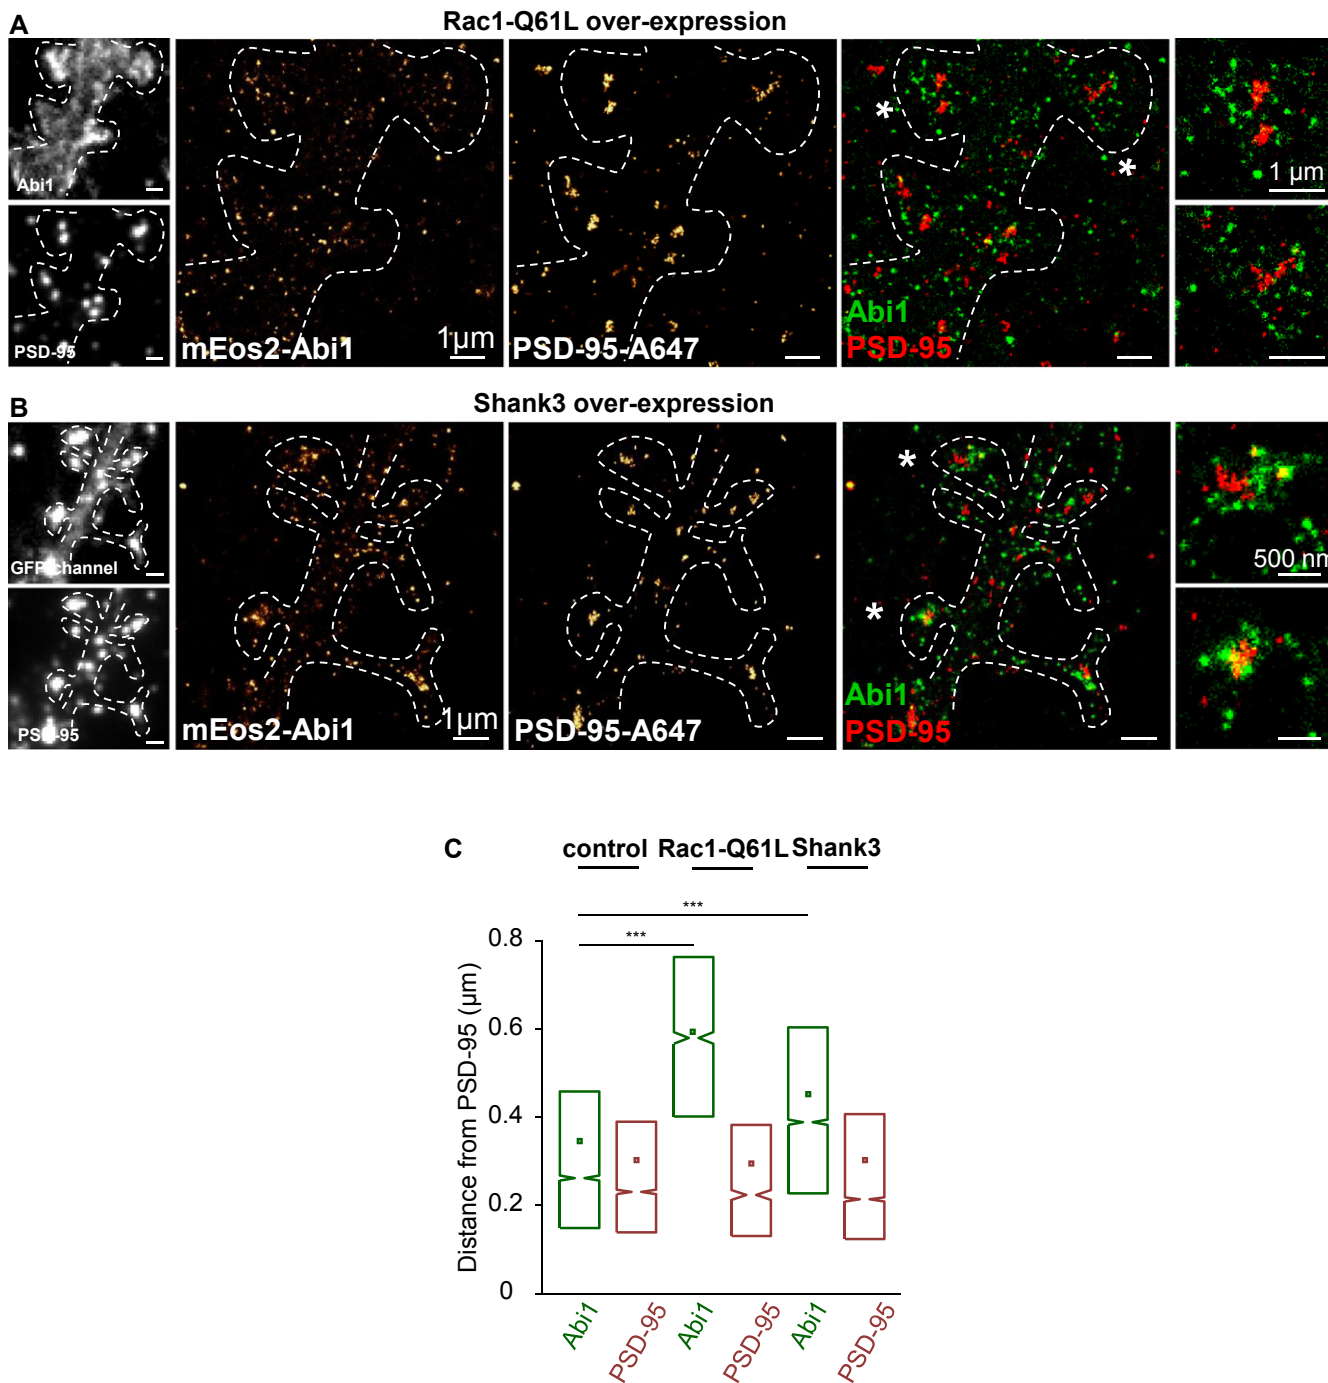 A
Rac1-Q61L over-expression
Abi1
PSD-95
mEos2-Abi1
1µm
PSD-95-A647
*
*
Abi1
PSD-95
1 µm
B
Shank3 over-expression
GFP channel
PSD-95
mEos2-Abi1
1µm
PSD-95-A647
*
*
Abi1
PSD-95
500 nm
C
control Rac1-Q61L Shank3
***
***
Distance from PSD-95 (µm)
0.8
0.6
0.4
0.2
0
Abi1
PSD-95
Abi1
PSD-95
Abi1
PSD-95